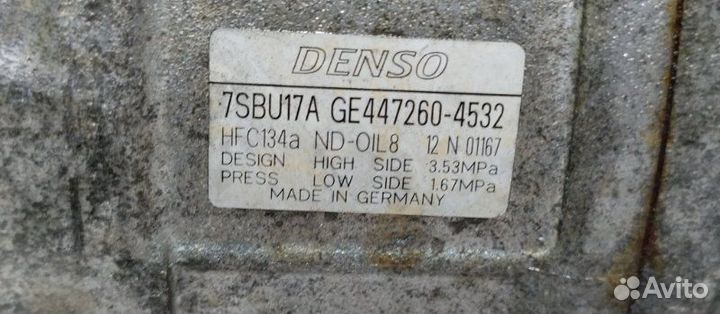 DENSO
7SBU17A GE447260-4532
HFC134a ND-OIL8 12 N 01167
DESIGN HIGH SIDE 3.53MPa
PRESS LOW SIDE 1.67MPa
MADE IN GERMANY
Avito